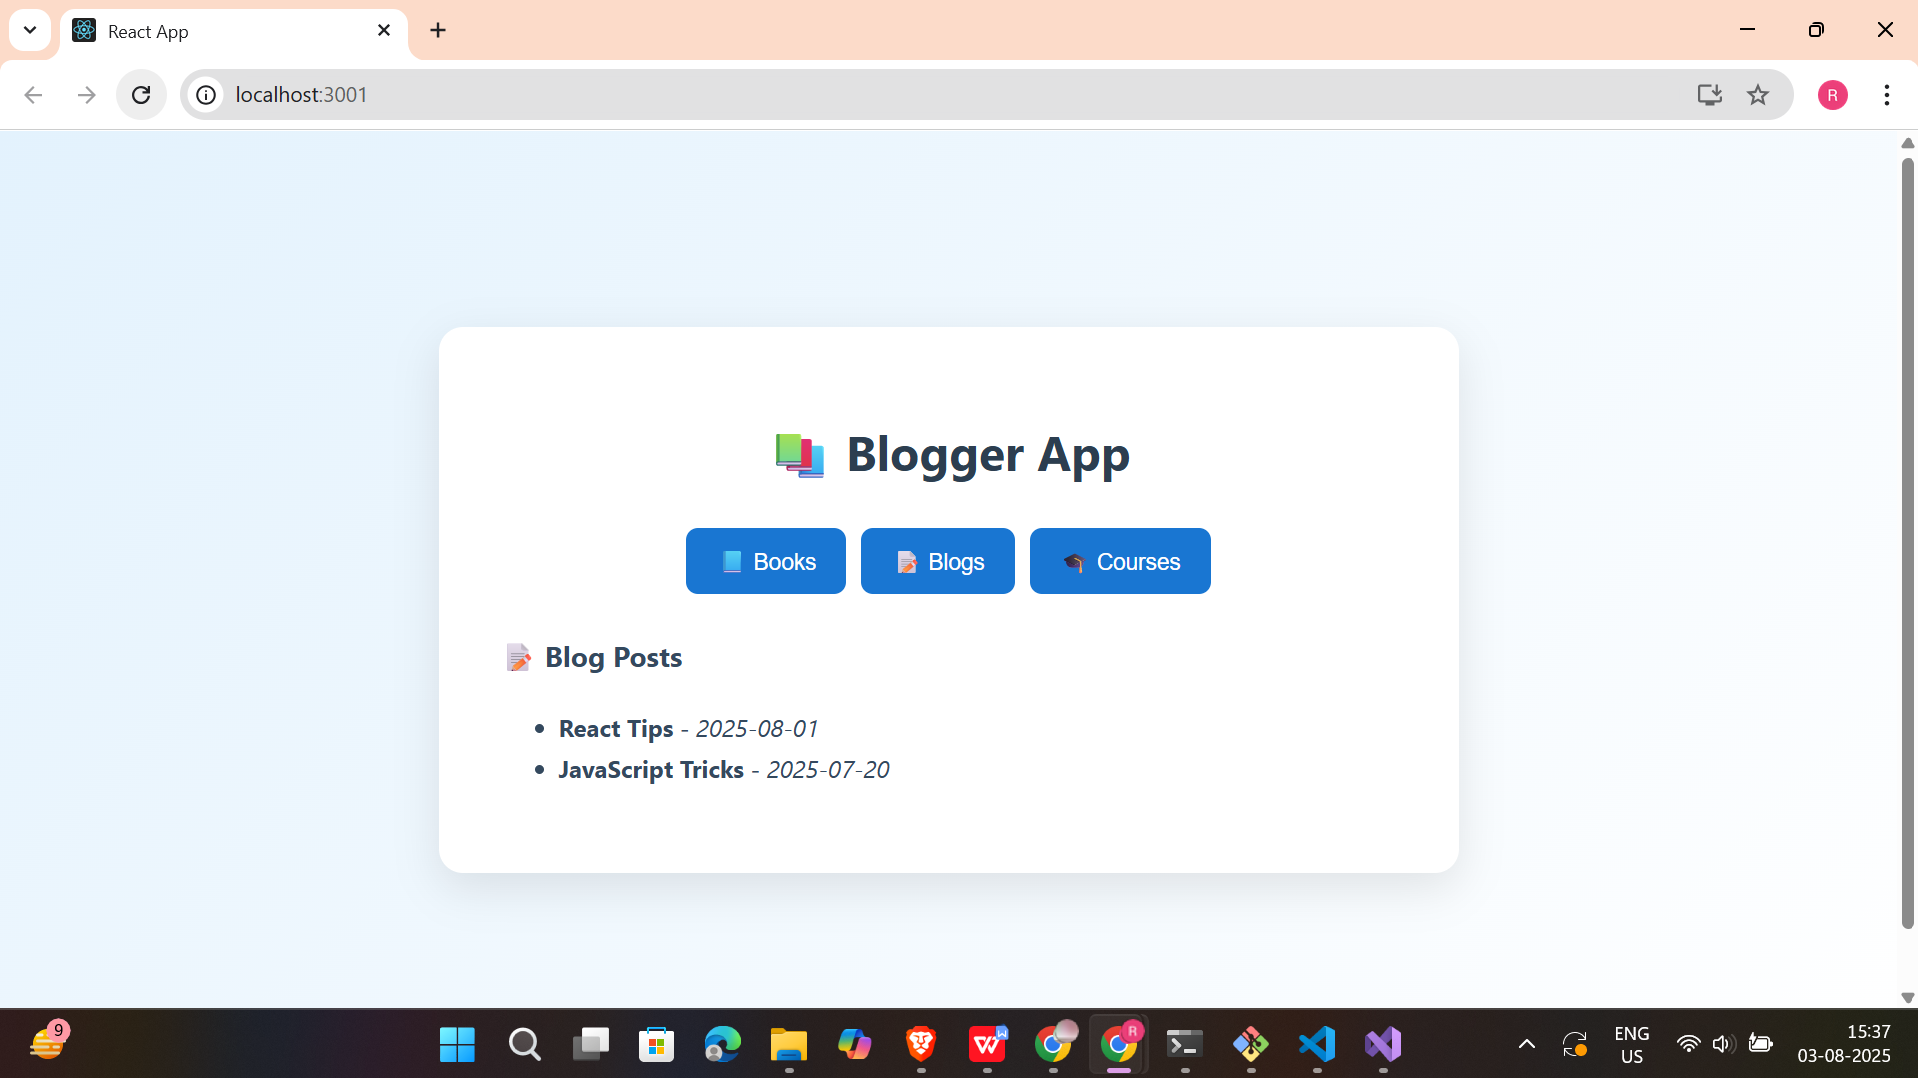 React App
localhost:3001
R
Blogger App
Books
Blogs
Courses
Blog Posts
React Tips - 2025-08-01
JavaScript Tricks - 2025-07-20
9
W
R
ENG
US
15:37
03-08-2025